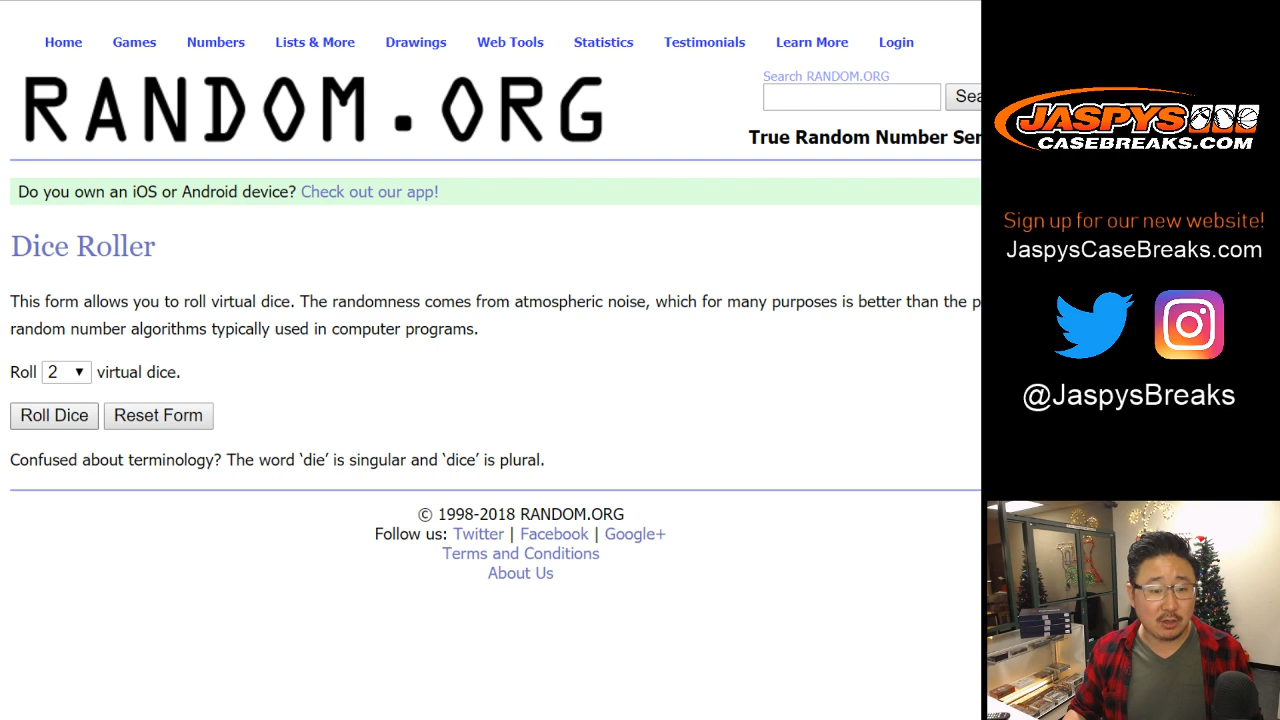 Home Games Numbers Lists & More Drawings Web Tools Statistics Testimonials Learn More Login
RANDOM.ORG
Search RANDOM.ORG
Sea
True Random Number Ser
Do you own an iOS or Android device? Check out our app!
Dice Roller
This form allows you to roll virtual dice. The randomness comes from atmospheric noise, which for many purposes is better than the p
random number algorithms typically used in computer programs.
Roll 2 virtual dice.
Roll Dice Reset Form
Confused about terminology? The word ‘die’ is singular and ‘dice’ is plural.
© 1998-2018 RANDOM.ORG
Follow us: Twitter | Facebook | Google+
Terms and Conditions
About Us
JASPYS
CASEBREAKS.COM
Sign up for our new website!
JaspysCaseBreaks.com
@JaspysBreaks